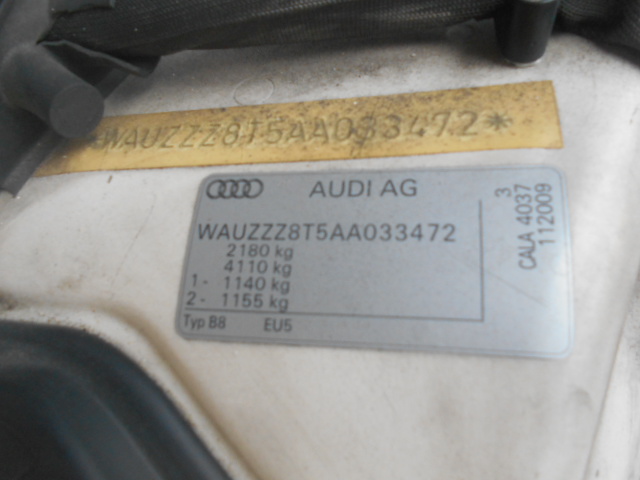 *WAUZZZ8T5AA033472*
AUDI AG
WAUZZZ8T5AA033472
2180 kg
4110 kg
1- 1140 kg
2- 1155 kg
Typ B8 EU5
3
CALA 4037
112009